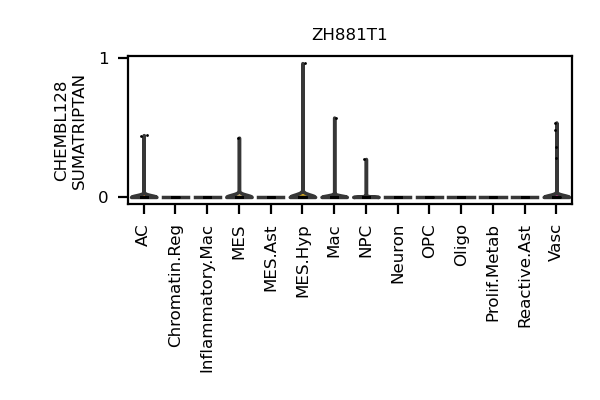 ZH881T1
CHEMBL128
SUMATRIPTAN
1
0
AC
Chromatin.Reg
Inflammatory.Mac
MES
MES.Ast
MES.Hyp
Mac
NPC
Neuron
OPC
Oligo
Prolif.Metab
Reactive.Ast
Vasc